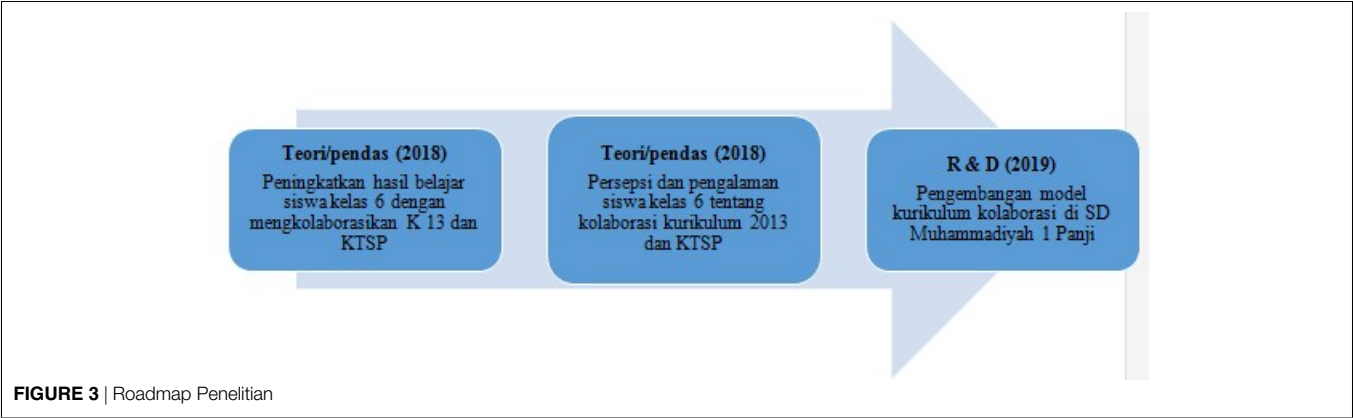 Teori/pendas (2018)
Peningkatkan hasil belajar
siswa kelas 6 dengan
mengkolaborasikan K 13 dan
KTSP
Teori/pendas (2018)
Persepsi dan pengalaman
siswa kelas 6 tentang
kolaborasi kurikulum 2013
dan KTSP
R & D (2019)
Pengembangan model
kurikulum kolaborasi di SD
Muhammadiyah 1 Panji
FIGURE 3 | Roadmap Penelitian